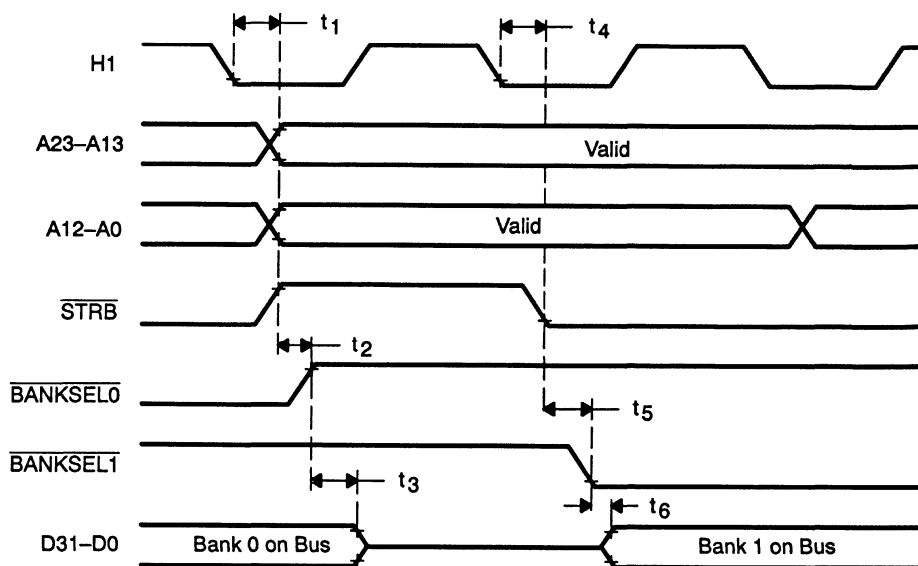 t1
t4
H1
A23–A13
Valid
A12–A0
Valid
STRB
t2
BANKSEL0
t5
BANKSEL1
t3
t6
D31–D0
Bank 0 on Bus
Bank 1 on Bus